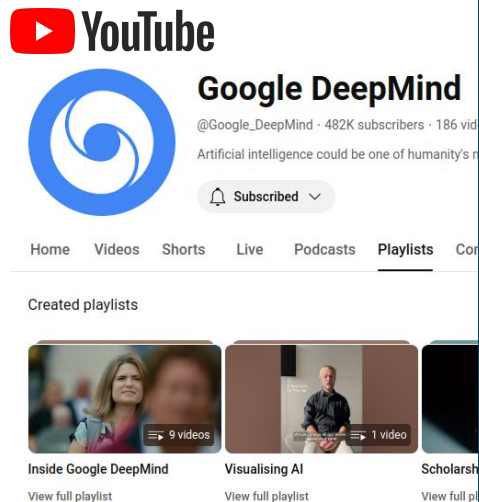 YouTube
Google DeepMind
@Google_DeepMind · 482K subscribers · 186 vid
Artificial intelligence could be one of humanity's
Subscribed
Home Videos Shorts Live Podcasts Playlists Cor
Created playlists
9 videos
1 video
Inside Google DeepMind Visualising AI Scholarsh
View full playlist View full playlist View full pl